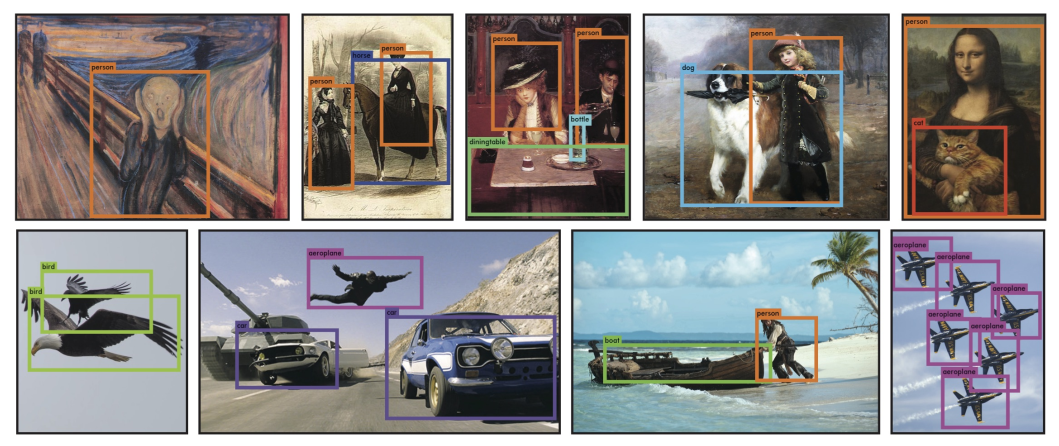 person
person
horse
person
person
person
bottle
diningtable
dog
person
person
cat
bird
bird
aeroplane
car
car
boat
person
aeroplane
aeroplane
aeroplane
aeroplane
aeroplane
aeroplane